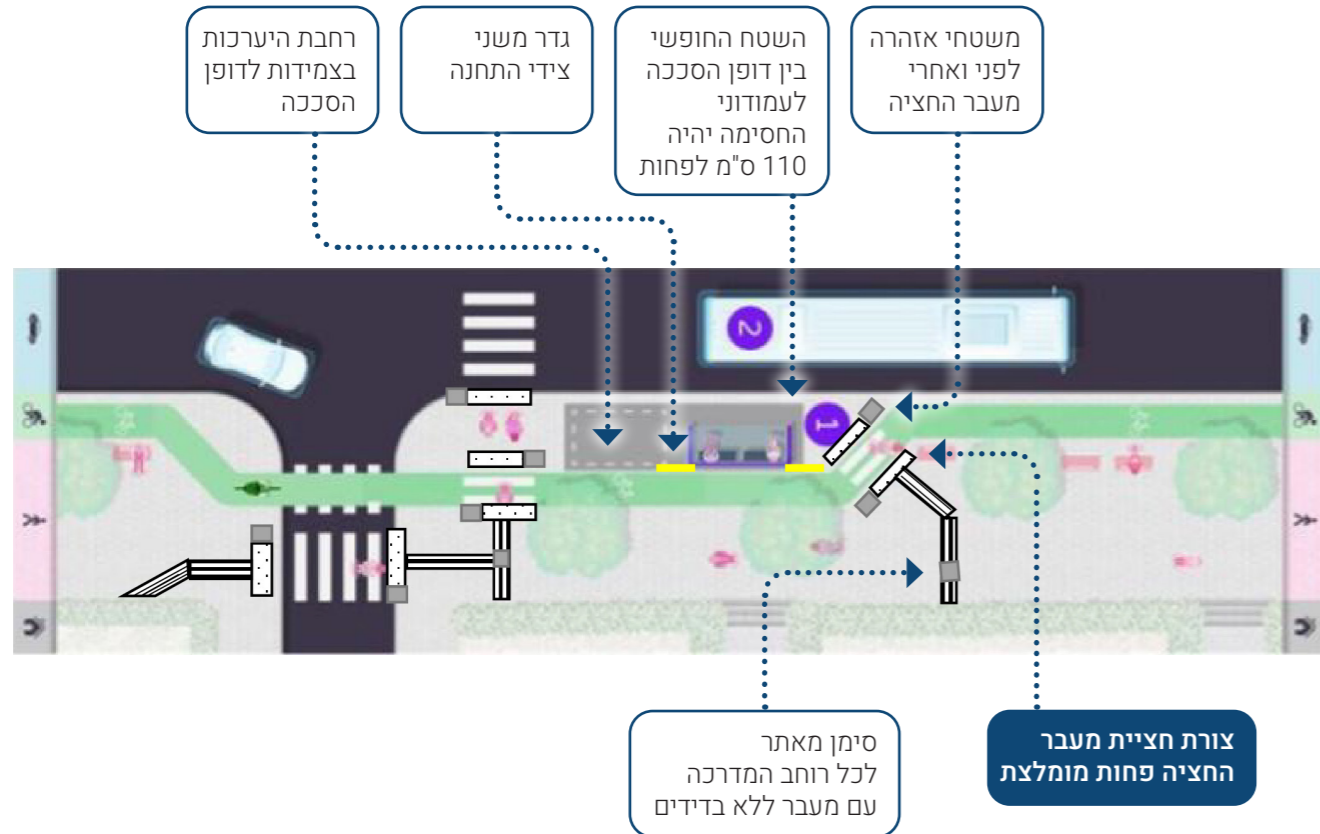 משטחי אזהרה
לפני ואחרי
מעבר החציה
השטח החופשי
בין דופן הסככה
לעמודוני
החסימה יהיה
110 ס"מ לפחות
גדר משני
צידי התחנה
רחבת היערכות
בצמידות לדופן
הסככה
2
1
צורת חציית מעבר
החציה פחות מומלצת
סימן מאתר
לכל רוחב המדרכה
עם מעבר ללא בדידים